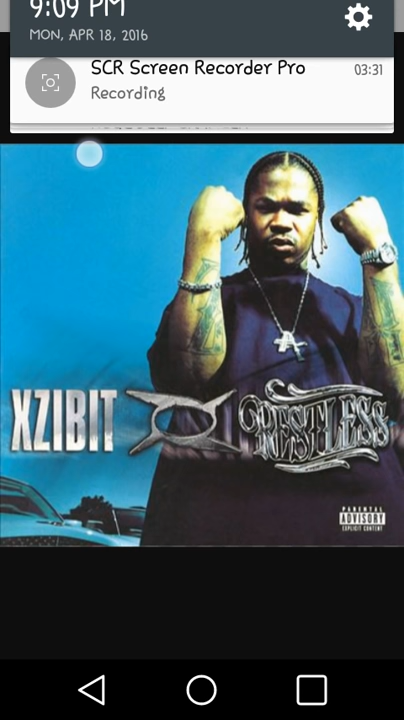 9:09 PM
MON, APR 18, 2016
SCR Screen Recorder Pro
03:31
Recording
XZIBIT
RESTLESS
PARENTAL
ADVISORY
EXPLICIT CONTENT